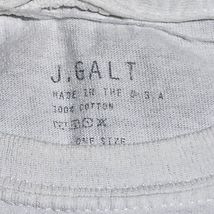 J.GALT
MADE IN THE U.S.A
100% COTTON
ONE SIZE